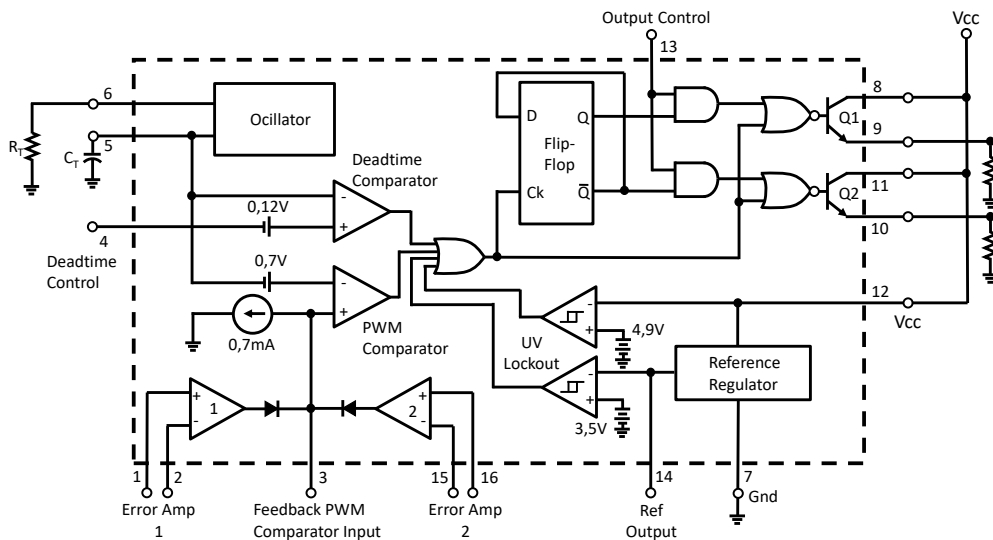 Output Control
Vcc
13
6
Ocillator
8
D
Q
Q1
5
Flip-
Flop
9
R_T
C_T
Deadtime
Comparator
11
Ck
Q
Q2
0,12V
-
+
10
4
Deadtime
Control
0,7V
-
+
12
Vcc
PWM
Comparator
0,7mA
UV
Lockout
-
+
4,9V
Reference
Regulator
-
+
3,5V
+
-
1
+
-
2
1
2
3
15
16
14
7
Error Amp
1
Feedback PWM
Comparator Input
Error Amp
2
Ref
Output
Gnd